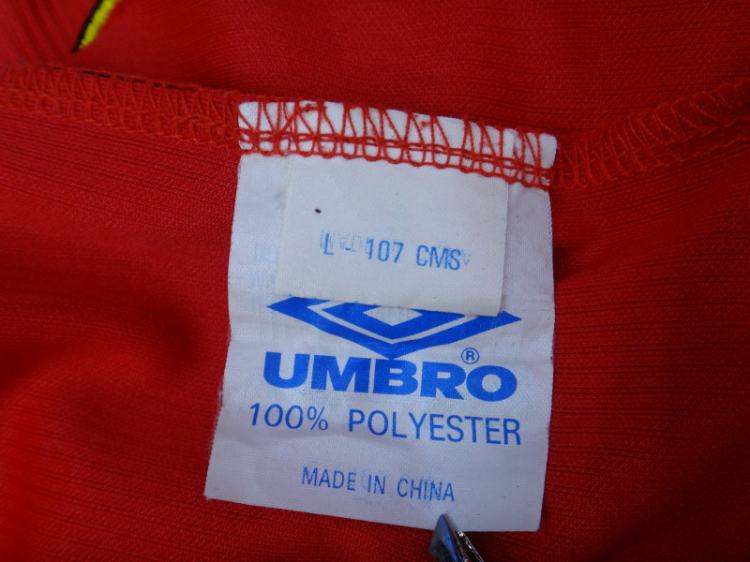 L - 107 CMS
UMBRO®
100% POLYESTER
MADE IN CHINA